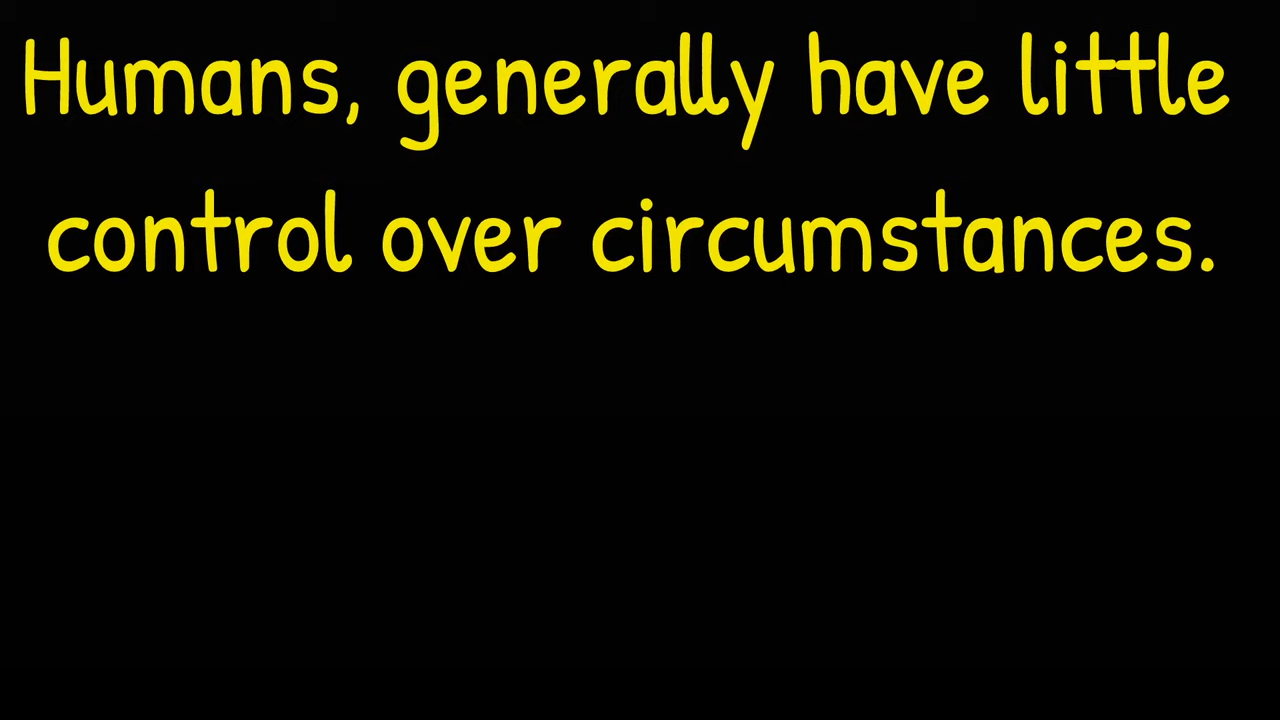 Humans, generally have little
control over circumstances.